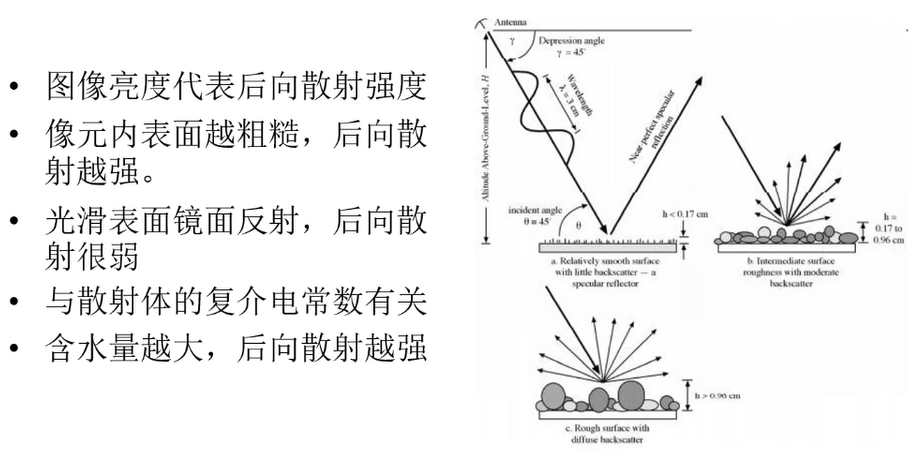 • 图像亮度代表后向散射强度
• 像元内表面越粗糙，后向散
射越强。
• 光滑表面镜面反射，后向散
射很弱
• 与散射体的复介电常数有关
• 含水量越大，后向散射越强
Antenna
γ
Depression angle
γ = 45°
Altitude Above-Ground-Level, H
Wavelength
λ = 3 cm
Near-perfect specular
reflection
incident angle
θ = 45°
θ
h < 0.17 cm
a. Relatively smooth surface
with little backscatter — a
specular reflector
h =
0.17 to
0.96 cm
b. Intermediate surface
roughness with moderate
backscatter
h > 0.96 cm
c. Rough surface with
diffuse backscatter